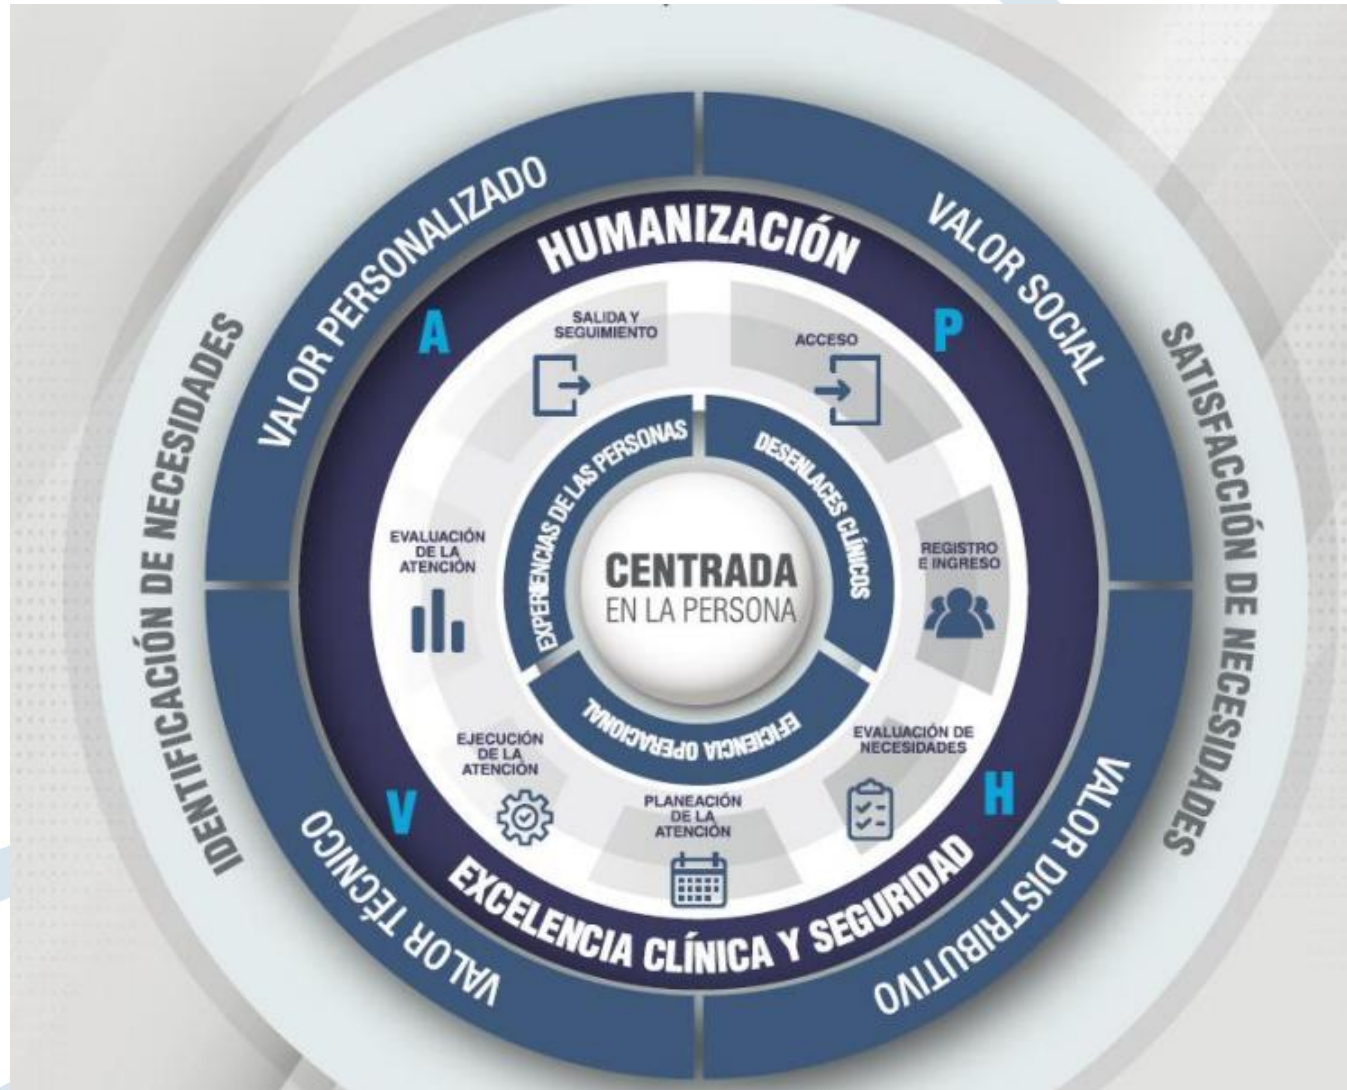 IDENTIFICACIÓN DE NECESIDADES
SATISFACCIÓN DE NECESIDADES
VALOR PERSONALIZADO
VALOR SOCIAL
VALOR DISTRIBUTIVO
VALOR TÉCNICO
HUMANIZACIÓN
EXCELENCIA CLÍNICA Y SEGURIDAD
A
P
H
V
ACCESO
REGISTRO
E INGRESO
EVALUACIÓN DE
NECESIDADES
PLANEACIÓN
DE LA
ATENCIÓN
EJECUCIÓN
DE LA
ATENCIÓN
EVALUACIÓN
DE LA
ATENCIÓN
SALIDA Y
SEGUIMIENTO
EXPERIENCIAS DE LAS PERSONAS
DESENLACES CLÍNICOS
EFICIENCIA OPERACIONAL
CENTRADA
EN LA PERSONA